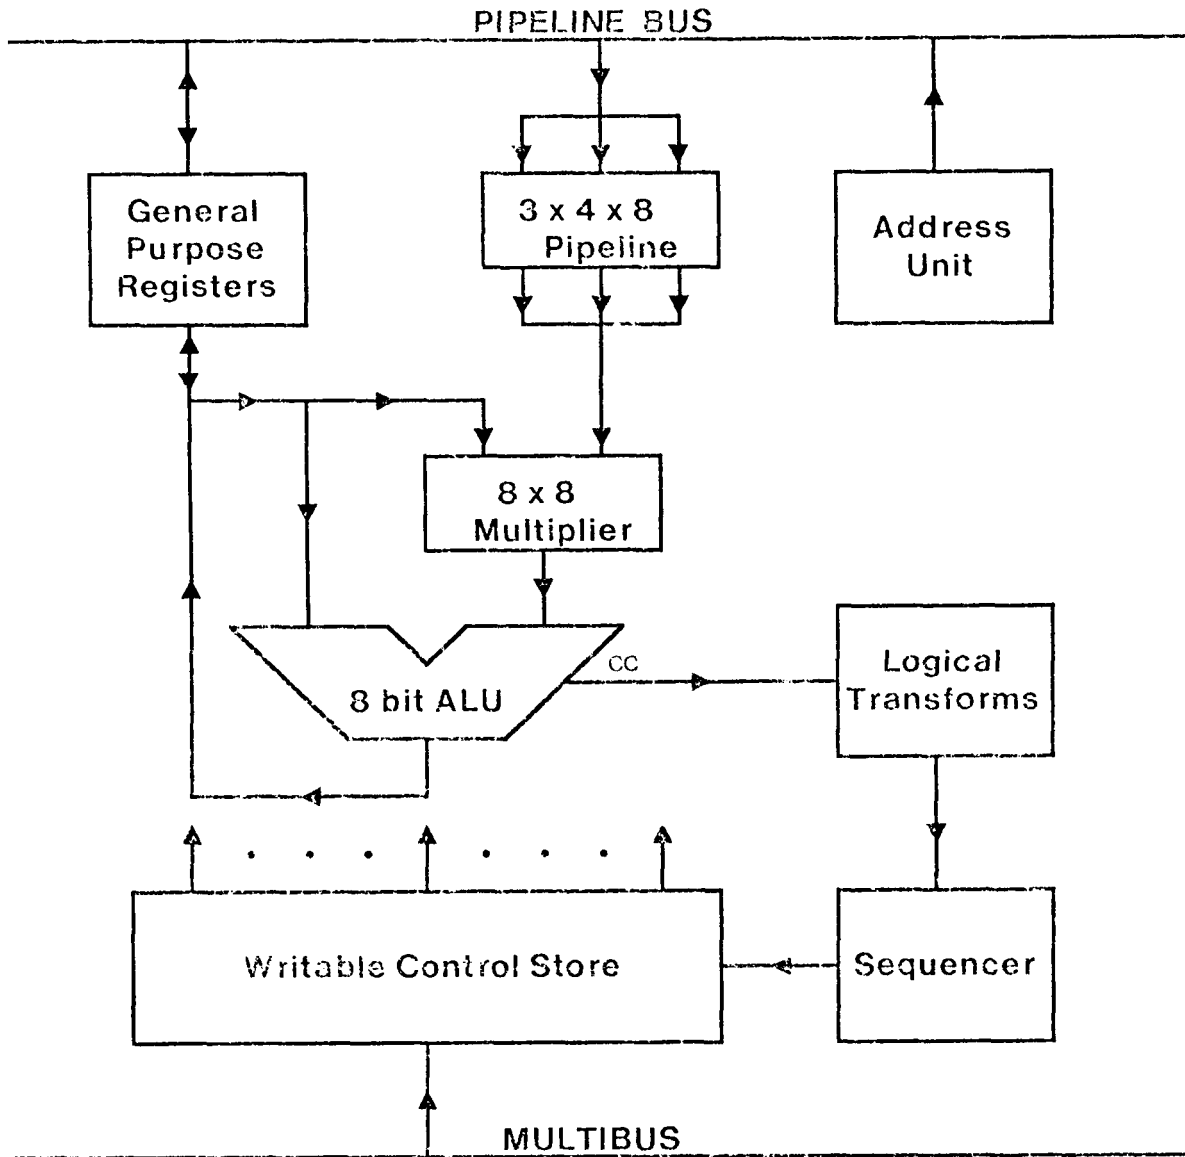 PIPELINE BUS
General
Purpose
Registers
3 x 4 x 8
Pipeline
Address
Unit
8 x 8
Multiplier
CC
8 bit ALU
Logical
Transforms
Writable Control Store
Sequencer
MULTIBUS